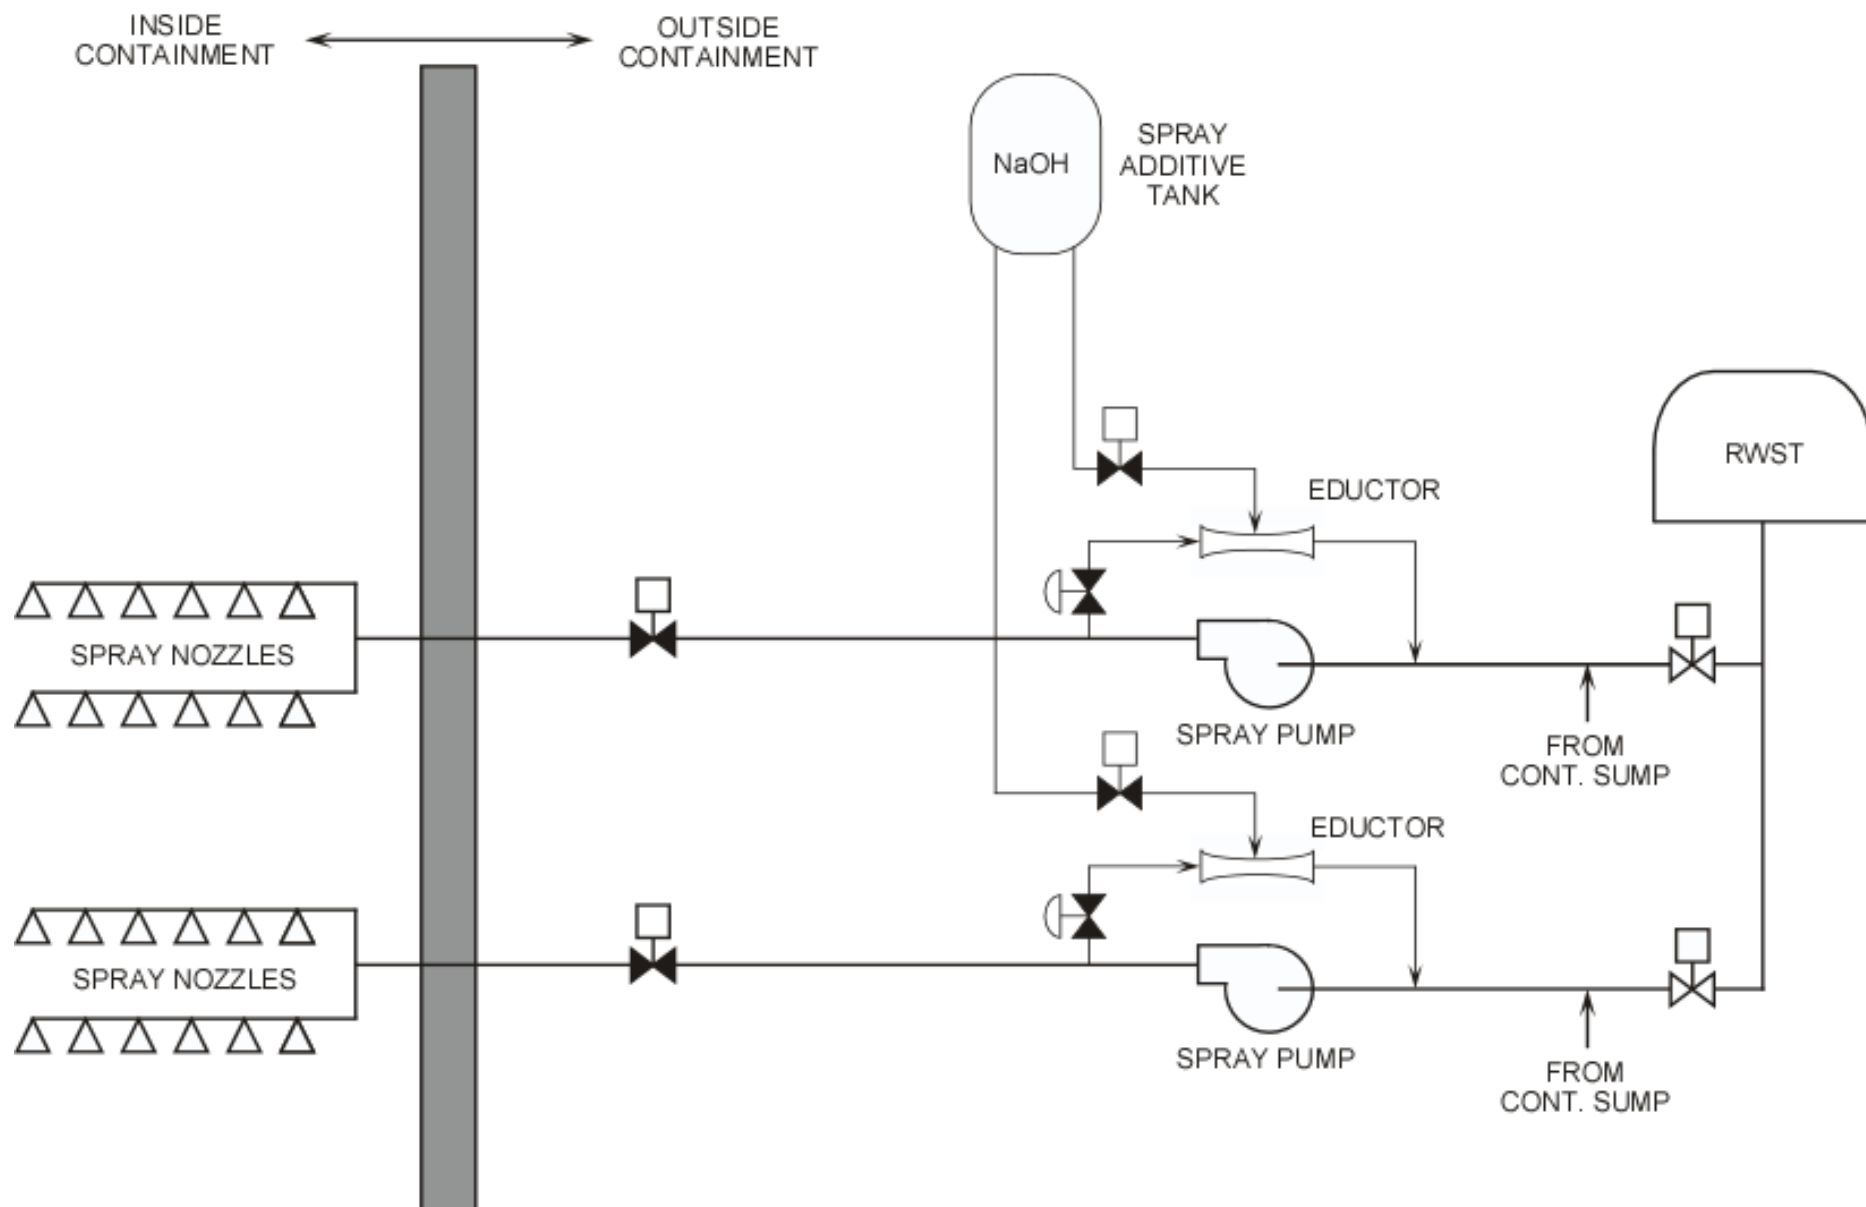 INSIDE
CONTAINMENT
OUTSIDE
CONTAINMENT
NaOH
SPRAY
ADDITIVE
TANK
RWST
EDUCTOR
SPRAY NOZZLES
SPRAY PUMP
FROM
CONT. SUMP
EDUCTOR
SPRAY NOZZLES
SPRAY PUMP
FROM
CONT. SUMP